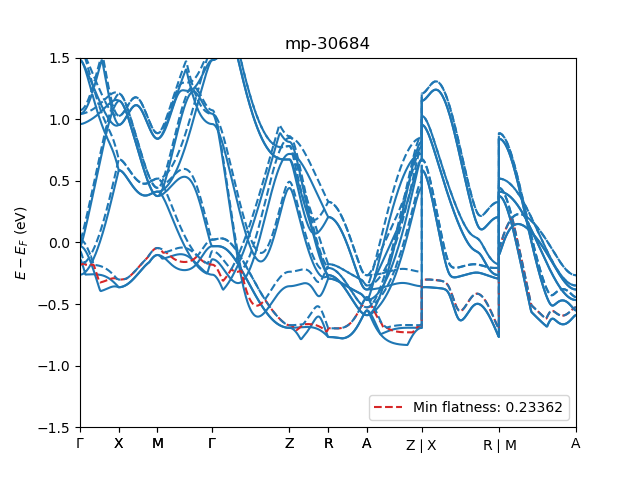 mp-30684
1.5
1.0
0.5
0.0
−0.5
−1.0
−1.5
E − E_F (eV)
Γ X M Γ Z R A Z | X R | M A
Min flatness: 0.23362